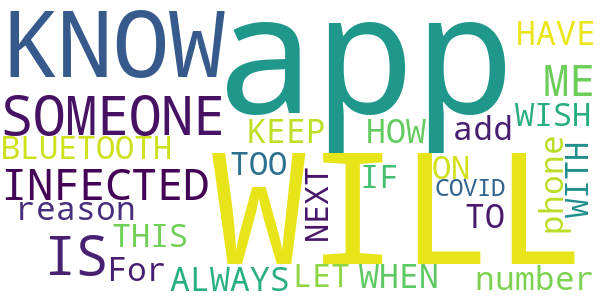 KNOW app HAVE
ME
SOMEONE WISH
BLUETOOTH KEEP HOW add
TOO IF ON WITH
INFECTED NEXT COVID phone
reason WILL TO
THIS
IS For
ALWAYS LET WHEN number